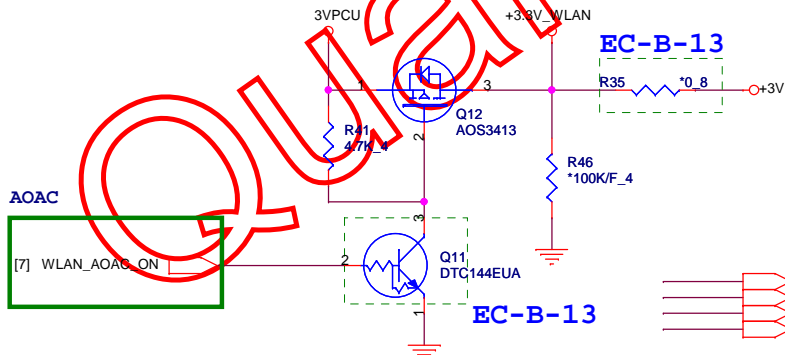 3VPCU
+3.3V_WLAN
EC-B-13
1
3
R35
*0_8
+3V
Q12
AOS3413
R41
4.7K_4
2
R46
*100K/F_4
AOAC
3
[7] WLAN_AOAC_ON
2
Q11
DTC144EUA
1
EC-B-13
Qua